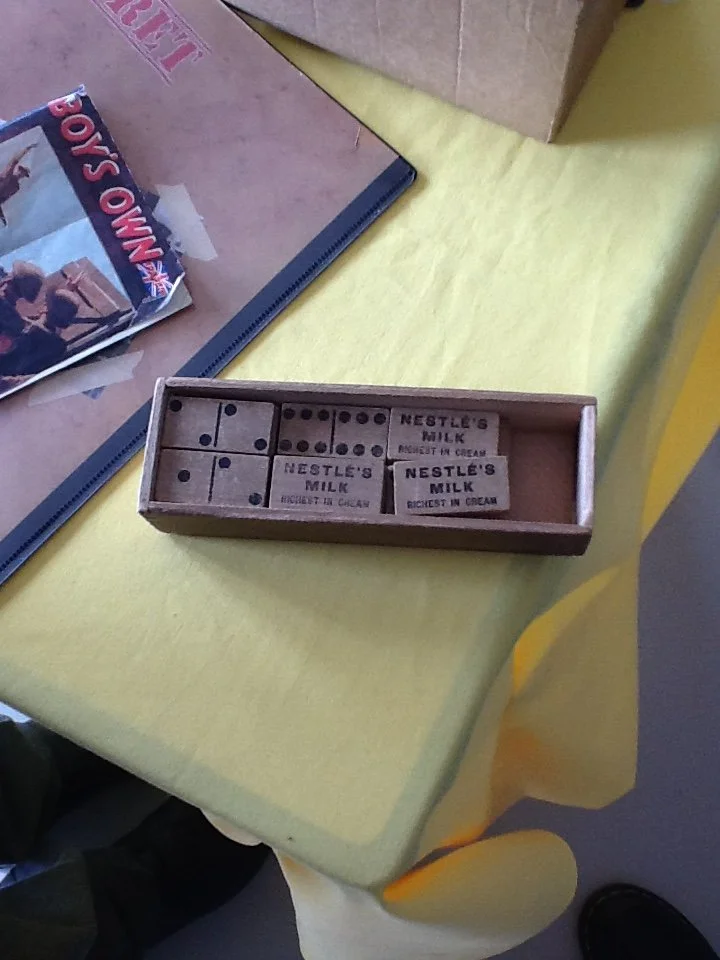 RET
BOY'S OWN
NESTLÉ'S
MILK
RICHEST IN CREAM
NESTLÉ'S
MILK
RICHEST IN CREAM
NESTLÉ'S
MILK
RICHEST IN CREAM